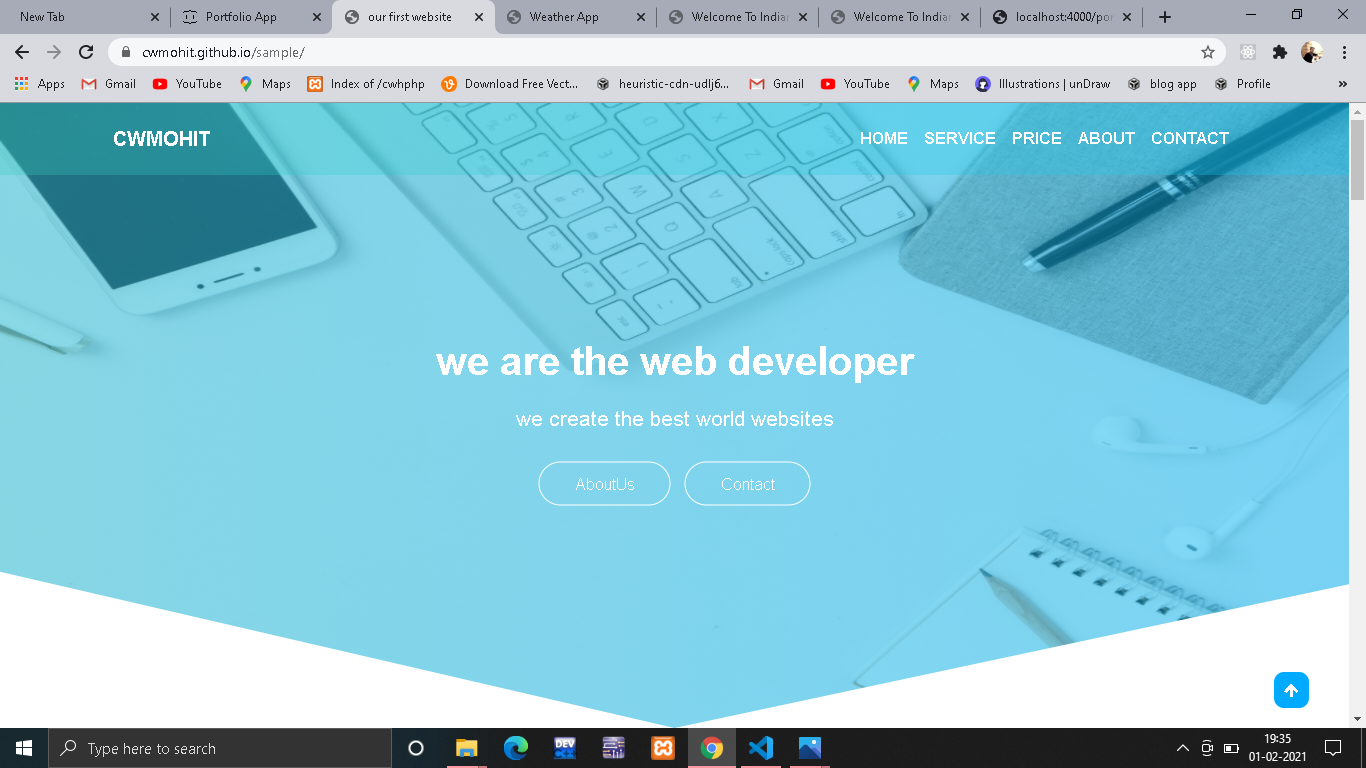 New Tab Portfolio App our first website Weather App Welcome To Indian Welcome To Indian localhost:4000/por
cwmohit.github.io/sample/
Apps Gmail YouTube Maps Index of /cwhphp Download Free Vect... heuristic-cdn-udlj6... Gmail YouTube Maps Illustrations | unDraw blog app Profile »
CWMOHIT HOME SERVICE PRICE ABOUT CONTACT
we are the web developer
we create the best world websites
AboutUs Contact
Type here to search DEV 19:35
01-02-2021